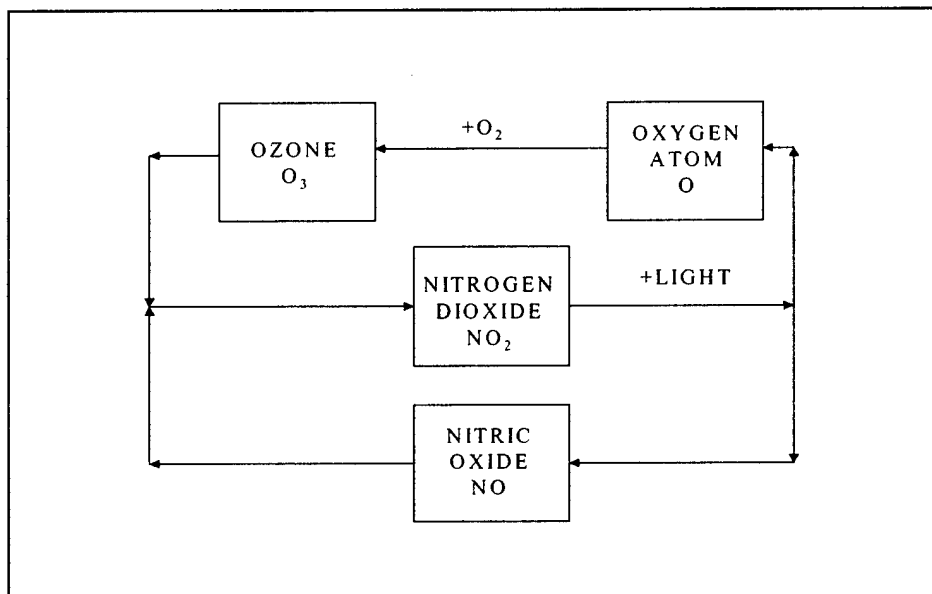 +O₂
OZONE
O₃
OXYGEN
ATOM
O
NITROGEN
DIOXIDE
NO₂
+LIGHT
NITRIC
OXIDE
NO